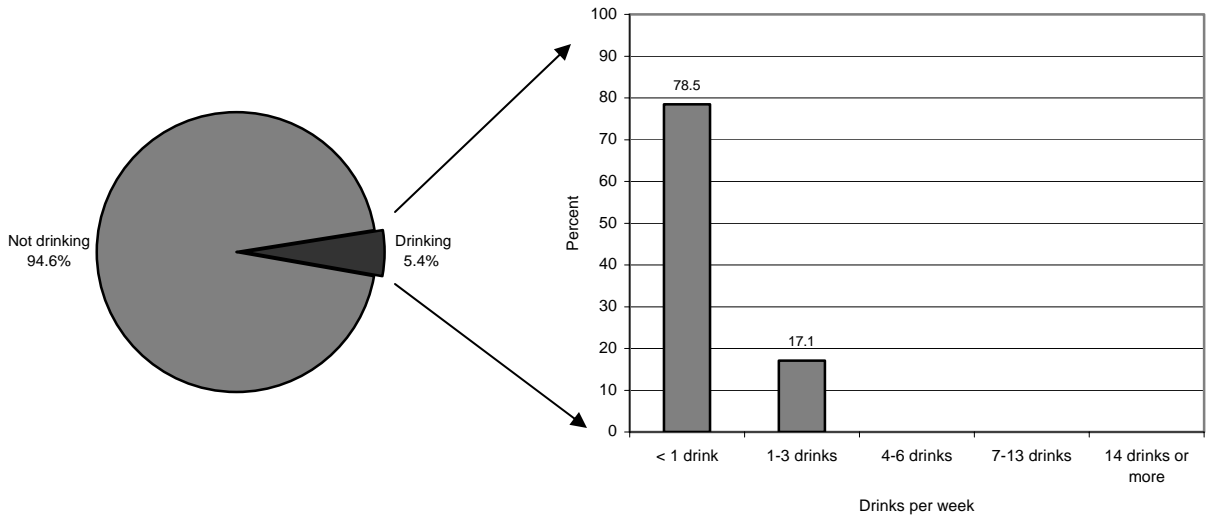 Not drinking
94.6%
Drinking
5.4%
100
90
80
70
60
50
40
30
20
10
0
Percent
78.5
17.1
< 1 drink
1-3 drinks
4-6 drinks
7-13 drinks
14 drinks or
more
Drinks per week